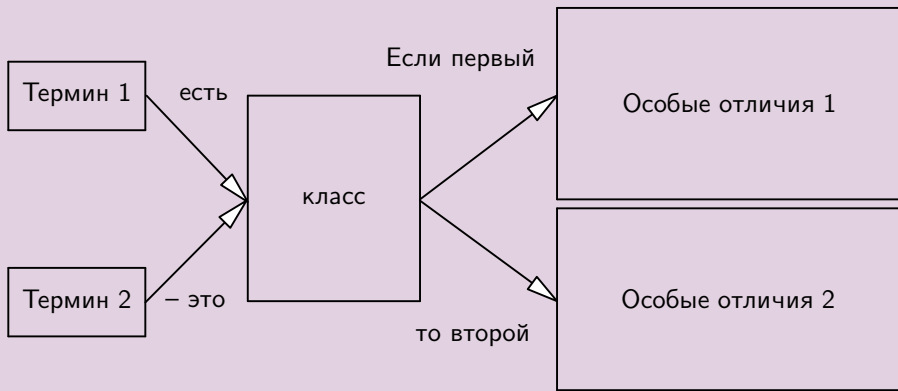 Если первый
Термин 1
есть
Особые отличия 1
класс
Термин 2
– это
Особые отличия 2
то второй